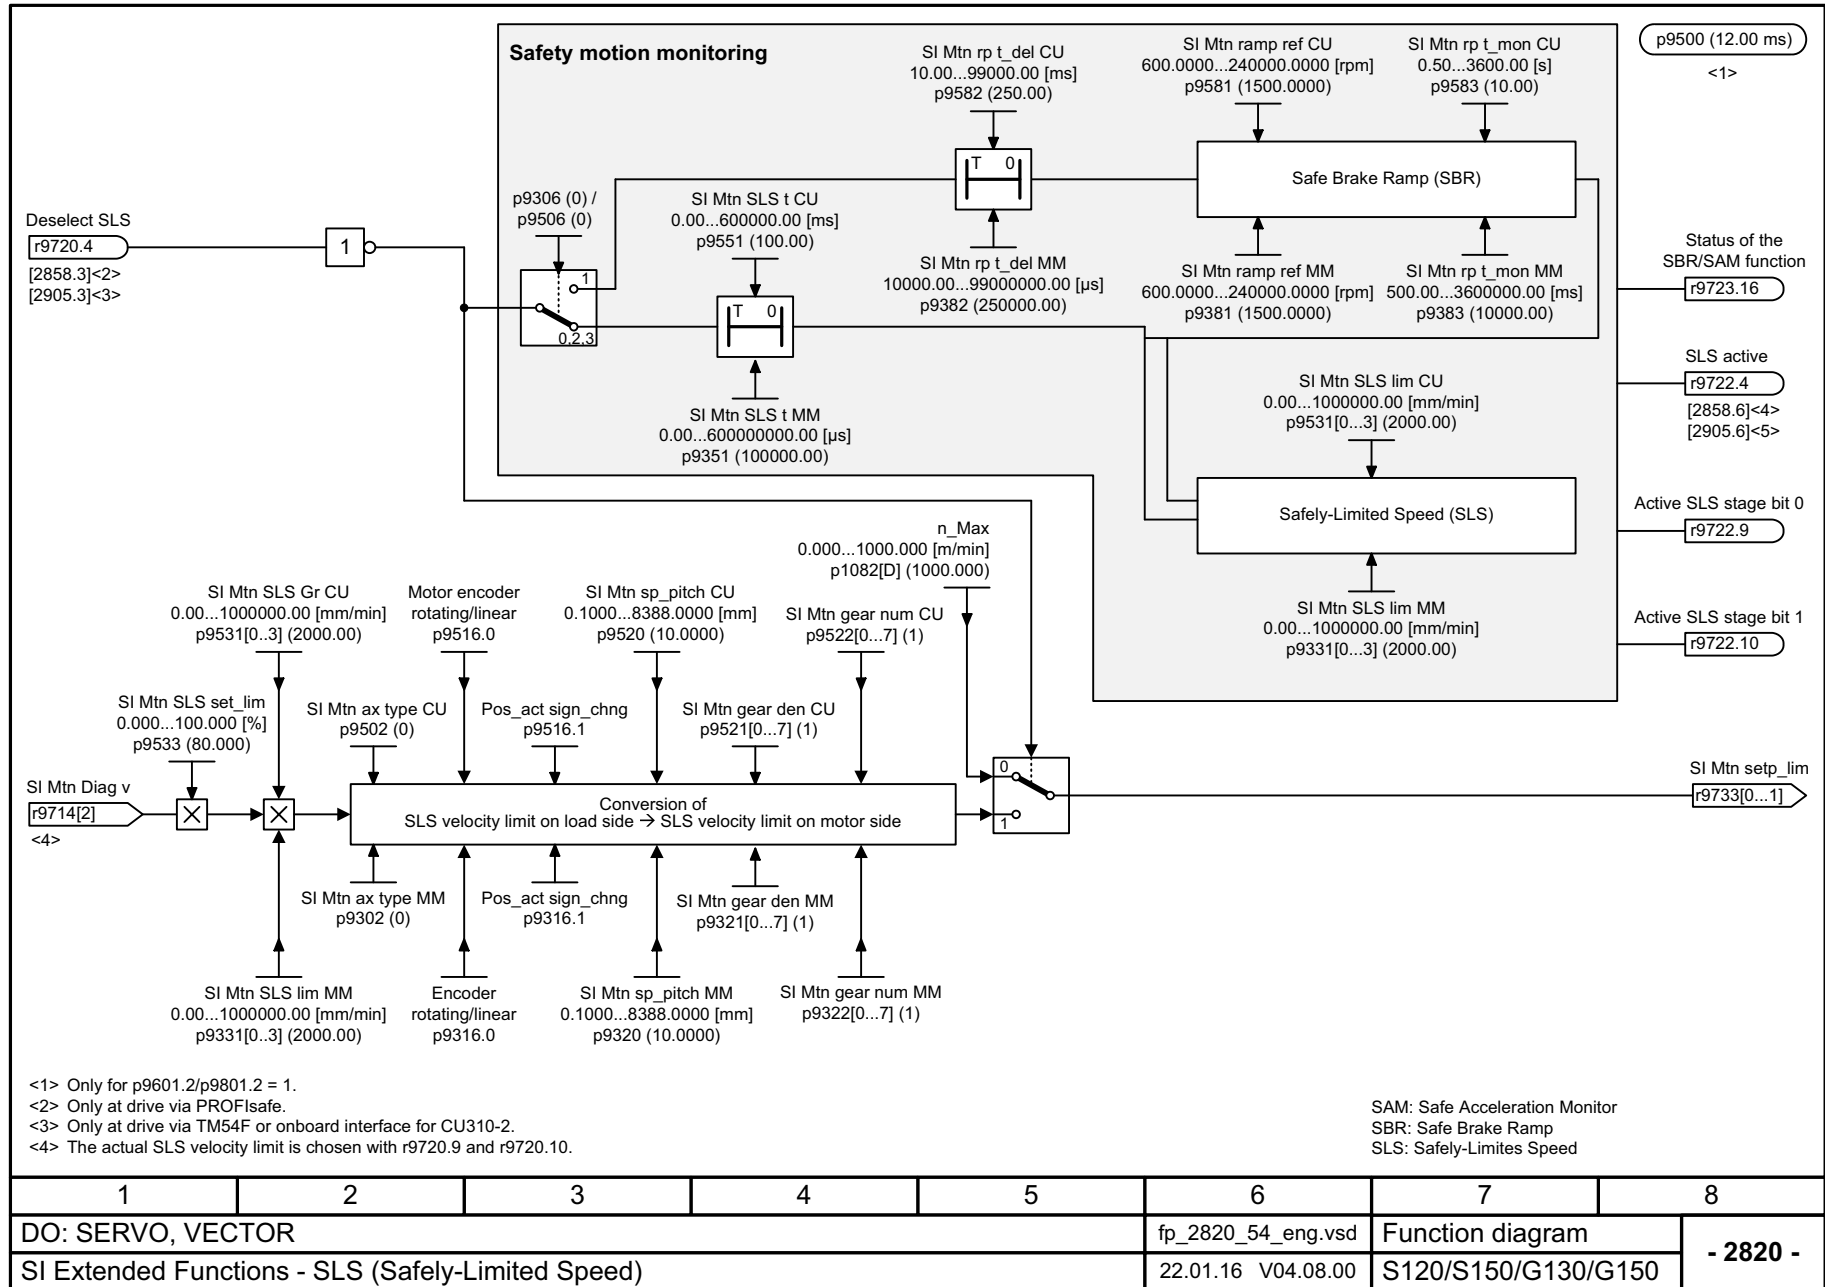 Safety motion monitoring
SI Mtn rp t_del CU
10.00...99000.00 [ms]
p9582 (250.00)
SI Mtn ramp ref CU
600.0000...240000.0000 [rpm]
p9581 (1500.0000)
SI Mtn rp t_mon CU
0.50...3600.00 [s]
p9583 (10.00)
p9500 (12.00 ms)
<1>
T 0
Safe Brake Ramp (SBR)
p9306 (0) /
p9506 (0)
SI Mtn SLS t CU
0.00...600000.00 [ms]
p9551 (100.00)
Deselect SLS
r9720.4
[2858.3]<2>
[2905.3]<3>
1
1
0,2,3
T 0
SI Mtn rp t_del MM
10000.00...99000000.00 [µs]
p9382 (250000.00)
SI Mtn ramp ref MM
600.0000...240000.0000 [rpm]
p9381 (1500.0000)
SI Mtn rp t_mon MM
500.00...3600000.00 [ms]
p9383 (10000.00)
Status of the
SBR/SAM function
r9723.16
SLS active
r9722.4
[2858.6]<4>
[2905.6]<5>
SI Mtn SLS t MM
0.00...600000000.00 [µs]
p9351 (100000.00)
SI Mtn SLS lim CU
0.00...1000000.00 [mm/min]
p9531[0...3] (2000.00)
Safely-Limited Speed (SLS)
Active SLS stage bit 0
r9722.9
SI Mtn SLS lim MM
0.00...1000000.00 [mm/min]
p9331[0...3] (2000.00)
Active SLS stage bit 1
r9722.10
n_Max
0.000...1000.000 [m/min]
p1082[D] (1000.000)
SI Mtn SLS Gr CU
0.00...1000000.00 [mm/min]
p9531[0..3] (2000.00)
Motor encoder
rotating/linear
p9516.0
SI Mtn sp_pitch CU
0.1000...8388.0000 [mm]
p9520 (10.0000)
SI Mtn gear num CU
p9522[0...7] (1)
SI Mtn SLS set_lim
0.000...100.000 [%]
p9533 (80.000)
SI Mtn ax type CU
p9502 (0)
Pos_act sign_chng
p9516.1
SI Mtn gear den CU
p9521[0...7] (1)
SI Mtn Diag v
r9714[2]
<4>
Conversion of
SLS velocity limit on load side → SLS velocity limit on motor side
0
1
SI Mtn setp_lim
r9733[0...1]
SI Mtn ax type MM
p9302 (0)
Pos_act sign_chng
p9316.1
SI Mtn gear den MM
p9321[0...7] (1)
SI Mtn SLS lim MM
0.00...1000000.00 [mm/min]
p9331[0..3] (2000.00)
Encoder
rotating/linear
p9316.0
SI Mtn sp_pitch MM
0.1000...8388.0000 [mm]
p9320 (10.0000)
SI Mtn gear num MM
p9322[0...7] (1)
<1> Only for p9601.2/p9801.2 = 1.
<2> Only at drive via PROFIsafe.
<3> Only at drive via TM54F or onboard interface for CU310-2.
<4> The actual SLS velocity limit is chosen with r9720.9 and r9720.10.
SAM: Safe Acceleration Monitor
SBR: Safe Brake Ramp
SLS: Safely-Limites Speed
1 2 3 4 5 6 7 8
DO: SERVO, VECTOR
fp_2820_54_eng.vsd
Function diagram
- 2820 -
SI Extended Functions - SLS (Safely-Limited Speed)
22.01.16 V04.08.00
S120/S150/G130/G150